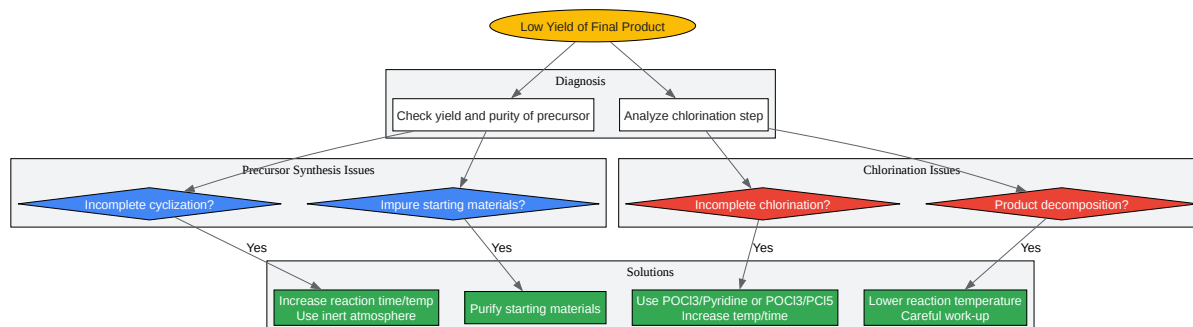 Low Yield of Final Product
Diagnosis
Check yield and purity of precursor
Analyze chlorination step
Precursor Synthesis Issues
Chlorination Issues
Incomplete cyclization?
Impure starting materials?
Incomplete chlorination?
Product decomposition?
Yes
Yes
Yes
Yes
Solutions
Increase reaction time/temp
Use inert atmosphere
Purify starting materials
Use POCl3/Pyridine or POCl3/PCl5
Increase temp/time
Lower reaction temperature
Careful work-up